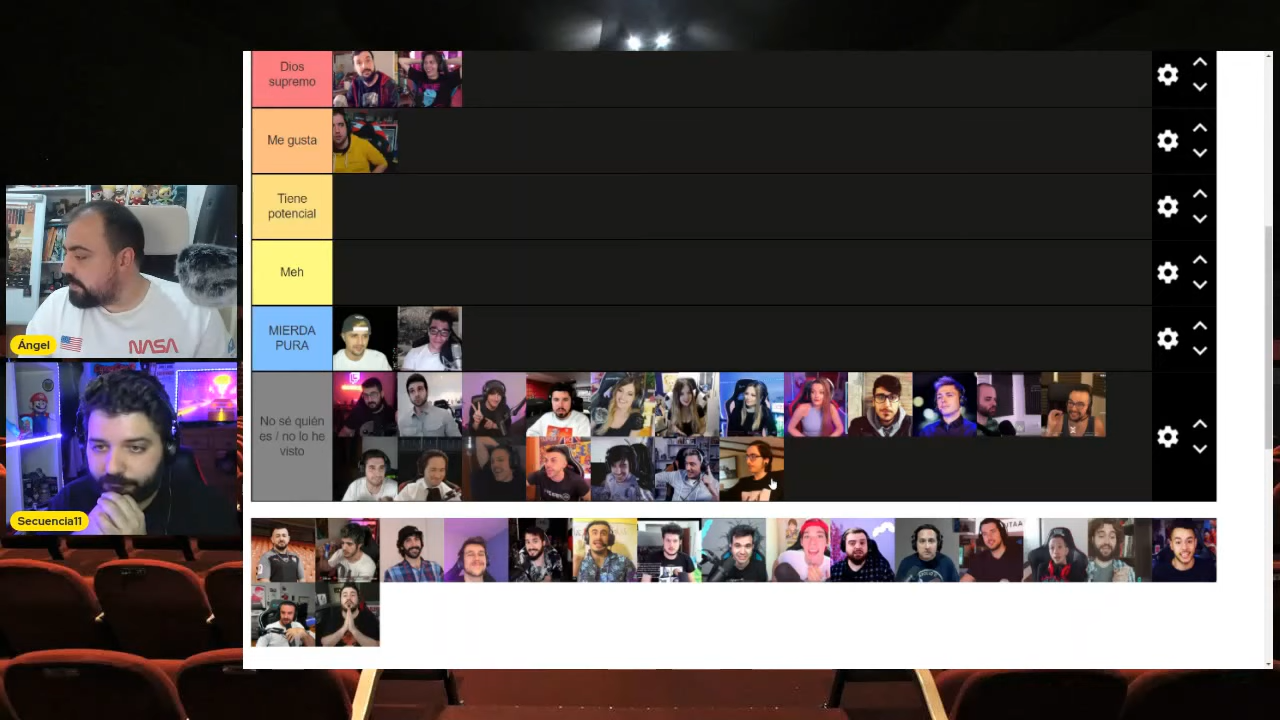 Dios
supremo
Me gusta
Tiene
potencial
Meh
MIERDA
PURA
No sé quién
es / no lo he
visto
Ángel
NASA
Secuencia11